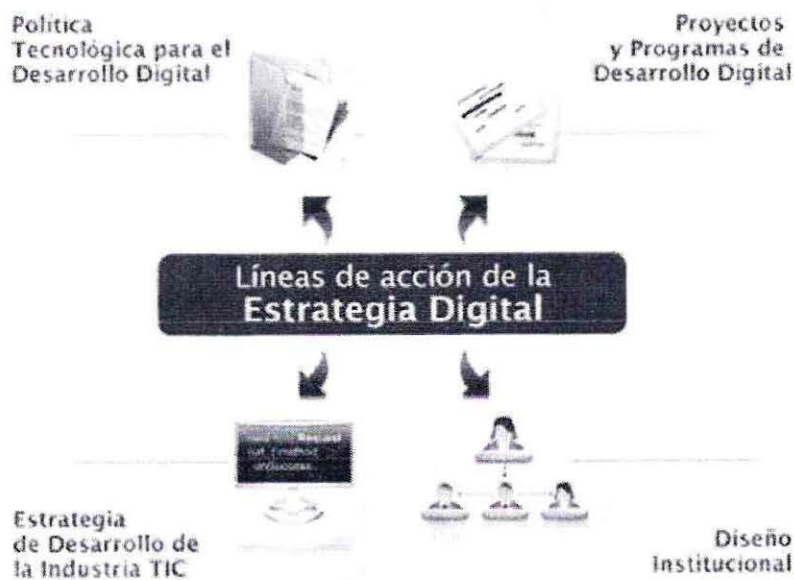 Política
Tecnológica para el
Desarrollo Digital
Proyectos
y Programas de
Desarrollo Digital
Líneas de acción de la
Estrategia Digital
Estrategia
de Desarrollo de
la Industria TIC
Diseño
Institucional